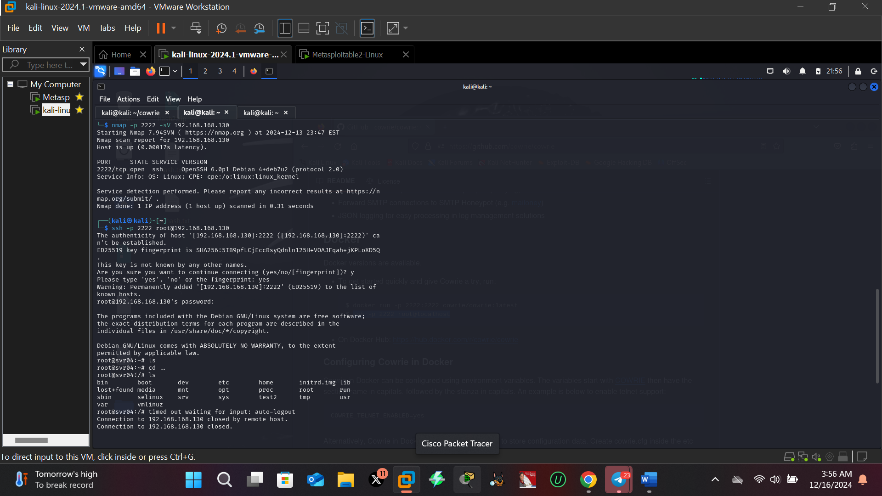 kali-linux-2024.1-vmware-amd64 - VMware Workstation
File Edit View VM Tabs Help
Library
Type here to...
My Computer
Metasp
kali-linu
Home
kali-linux-2024.1-vmware-...
Metasploitable2-Linux
1 2 3 4
21:56
kali@kali: ~
File Actions Edit View Help
kali@kali: ~/cowrie
kali@kali: ~
kali@kali: ~
nmap -p 2222 -sV 192.168.168.130
Starting Nmap 7.94SVN ( https://nmap.org ) at 2024-12-13 23:47 EST
Nmap scan report for 192.168.168.130
Host is up (0.00017s latency).
PORT STATE SERVICE VERSION
2222/tcp open ssh OpenSSH 6.0p1 Debian 4+deb7u2 (protocol 2.0)
Service Info: OS: Linux; CPE: cpe:/o:linux:linux_kernel
Service detection performed. Please report any incorrect results at https://n
map.org/submit/ .
Nmap done: 1 IP address (1 host up) scanned in 0.31 seconds
(kali㉿kali)-[~]
$ ssh -p 2222 root@192.168.168.130
The authenticity of host '[192.168.168.130]:2222 ([192.168.168.130]:2222)' ca
n't be established.
ED25519 key fingerprint is
This key is not known by any other names.
Are you sure you want to continue connecting (yes/no/[fingerprint])? y
Please type 'yes', 'no' or the fingerprint: yes
Warning: Permanently added '[192.168.168.130]:2222' (ED25519) to the list of
known hosts.
root@192.168.168.130's password:
The programs included with the Debian GNU/Linux system are free software;
the exact distribution terms for each program are described in the
individual files in /usr/share/doc/*/copyright.
Debian GNU/Linux comes with ABSOLUTELY NO WARRANTY, to the extent
permitted by applicable law.
root@svr04:~# ls
root@svr04:~# cd ..
root@svr04:/# ls
bin boot dev etc home initrd.img lib
lost+found media mnt opt proc root run
sbin selinux srv sys test2 tmp usr
var vmlinuz
root@svr04:/# timed out waiting for input: auto-logout
Connection to 192.168.168.130 closed by remote host.
Connection to 192.168.168.130 closed.
Configuring Cowrie in Docker
Cisco Packet Tracer
To direct input to this VM, click inside or press Ctrl+G.
Tomorrow's high
To break record
11
23
3:56 AM
12/16/2024